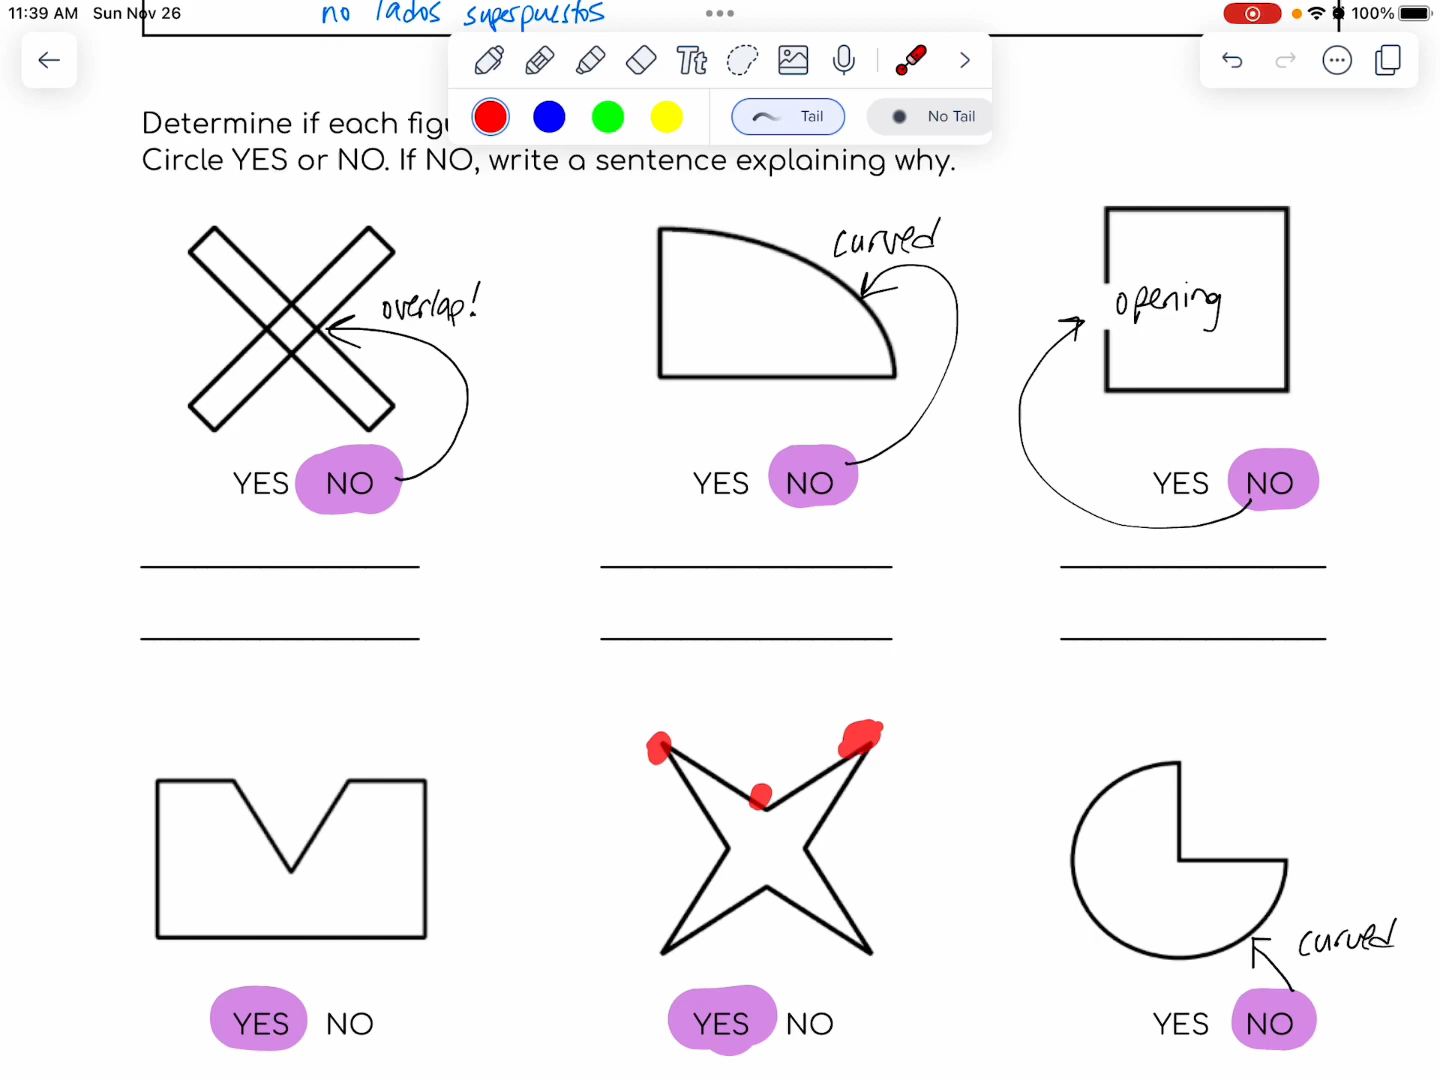 11:39 AM Sun Nov 26
100%
no lados superpuestos
Tt
Tail
No Tail
Determine if each
Circle YES or NO. If NO, write a sentence explaining why.
overlap!
curved
opening
YES NO
YES NO
YES NO
curved
YES NO
YES NO
YES NO